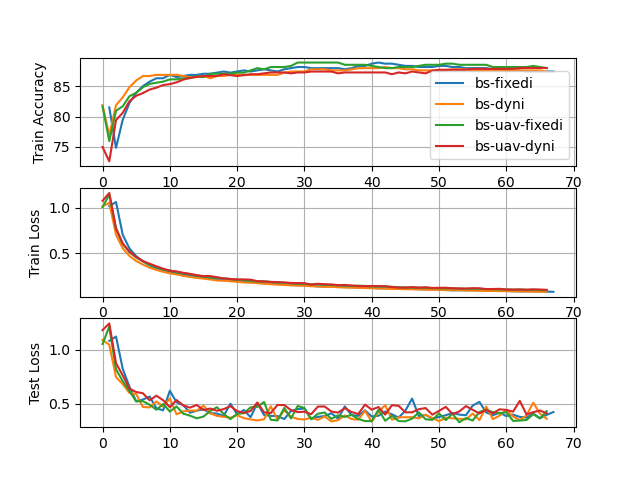 Train Accuracy
85
80
75
0 10 20 30 40 50 60 70
bs-fixedi
bs-dyni
bs-uav-fixedi
bs-uav-dyni
Train Loss
1.0
0.5
0 10 20 30 40 50 60 70
Test Loss
1.0
0.5
0 10 20 30 40 50 60 70